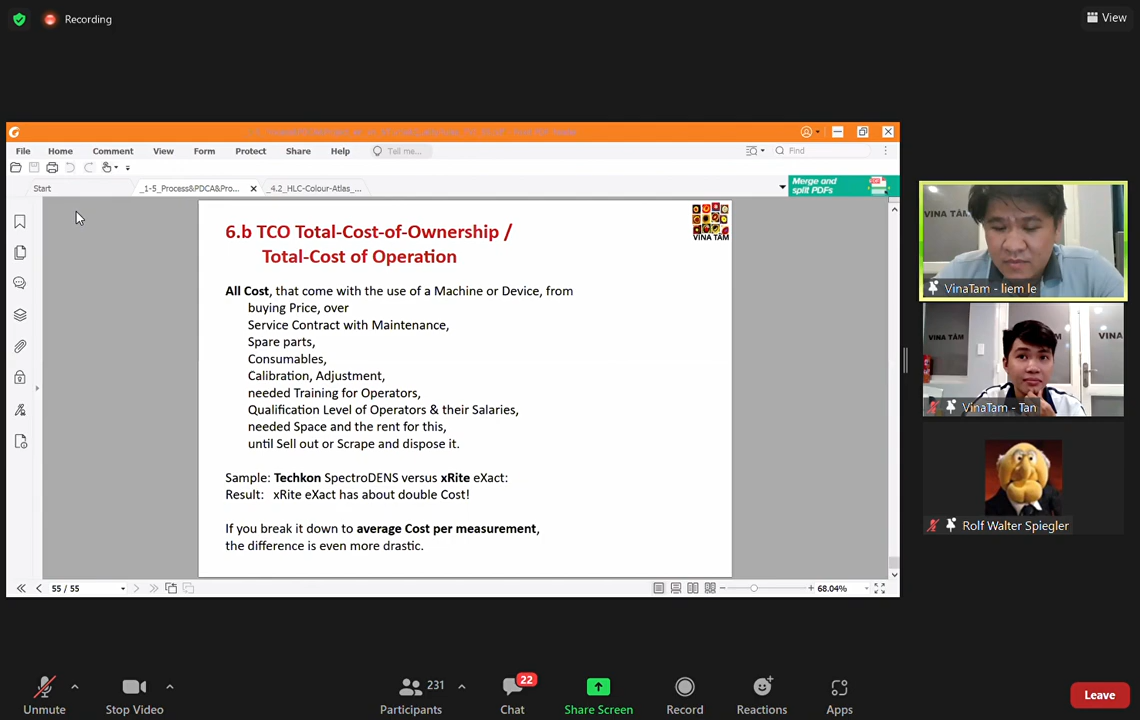 Recording
View
File Home Comment View Form Protect Share Help Tell me... Find
Start _1-5_Process&PDCA&Pro... _4.2_HLC-Colour-Atlas_...
Merge and
split PDFs
VINA TÂM
6.b TCO Total-Cost-of-Ownership /
Total-Cost of Operation
All Cost, that come with the use of a Machine or Device, from
buying Price, over
Service Contract with Maintenance,
Spare parts,
Consumables,
Calibration, Adjustment,
needed Training for Operators,
Qualification Level of Operators & their Salaries,
needed Space and the rent for this,
until Sell out or Scrape and dispose it.
Sample: Techkon SpectroDENS versus xRite eXact:
Result: xRite eXact has about double Cost!
If you break it down to average Cost per measurement,
the difference is even more drastic.
55 / 55
68.04%
VINA TÂM
VinaTam - liem le
VINA TÂM
VinaTam - Tan
Rolf Walter Spiegler
Unmute
Stop Video
231
Participants
22
Chat
Share Screen
Record
Reactions
Apps
Leave